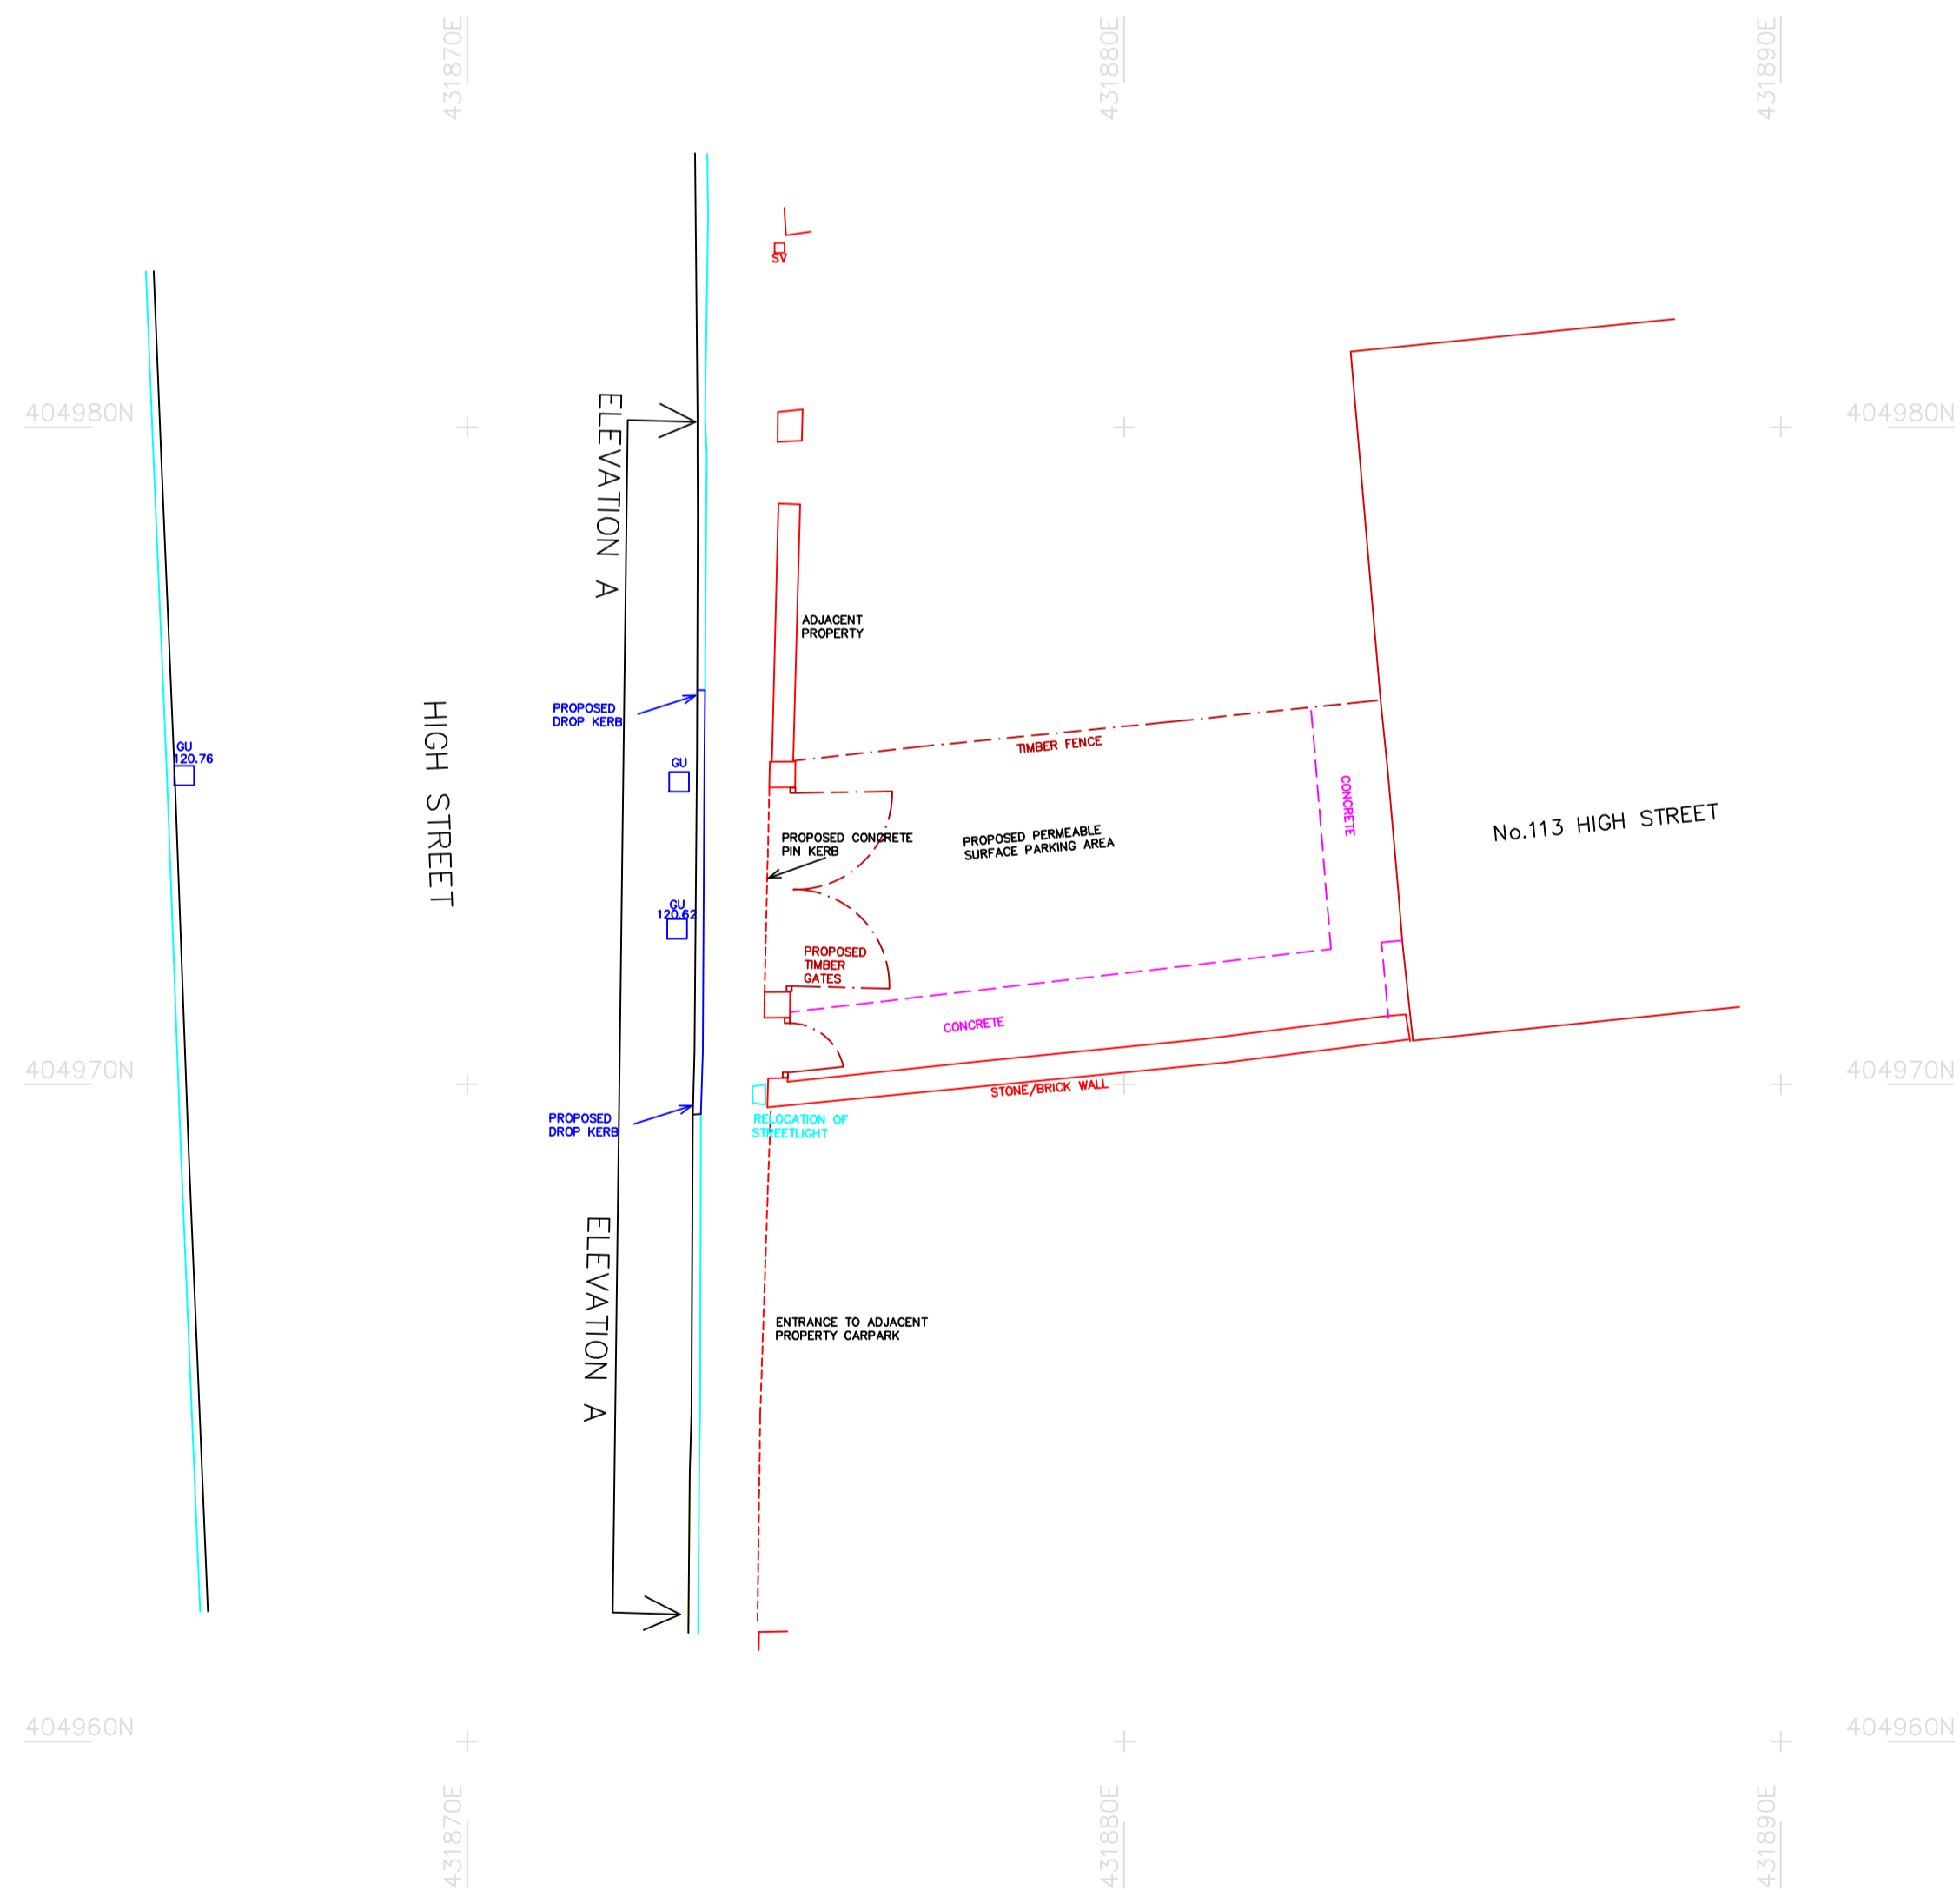 431870E
431880E
431890E
SV
404980N
404980N
ELEVATION A
ADJACENT
PROPERTY
HIGH STREET
PROPOSED
DROP KERB
TIMBER FENCE
GU
120.76
GU
CONCRETE
No.113 HIGH STREET
PROPOSED CONCRETE
PIN KERB
PROPOSED PERMEABLE
SURFACE PARKING AREA
GU
120.62
PROPOSED
TIMBER
GATES
CONCRETE
404970N
404970N
STONE/BRICK WALL
PROPOSED
DROP KERB
RELOCATION OF
STREETLIGHT
ELEVATION A
ENTRANCE TO ADJACENT
PROPERTY CARPARK
404960N
404960N
431870E
431880E
431890E